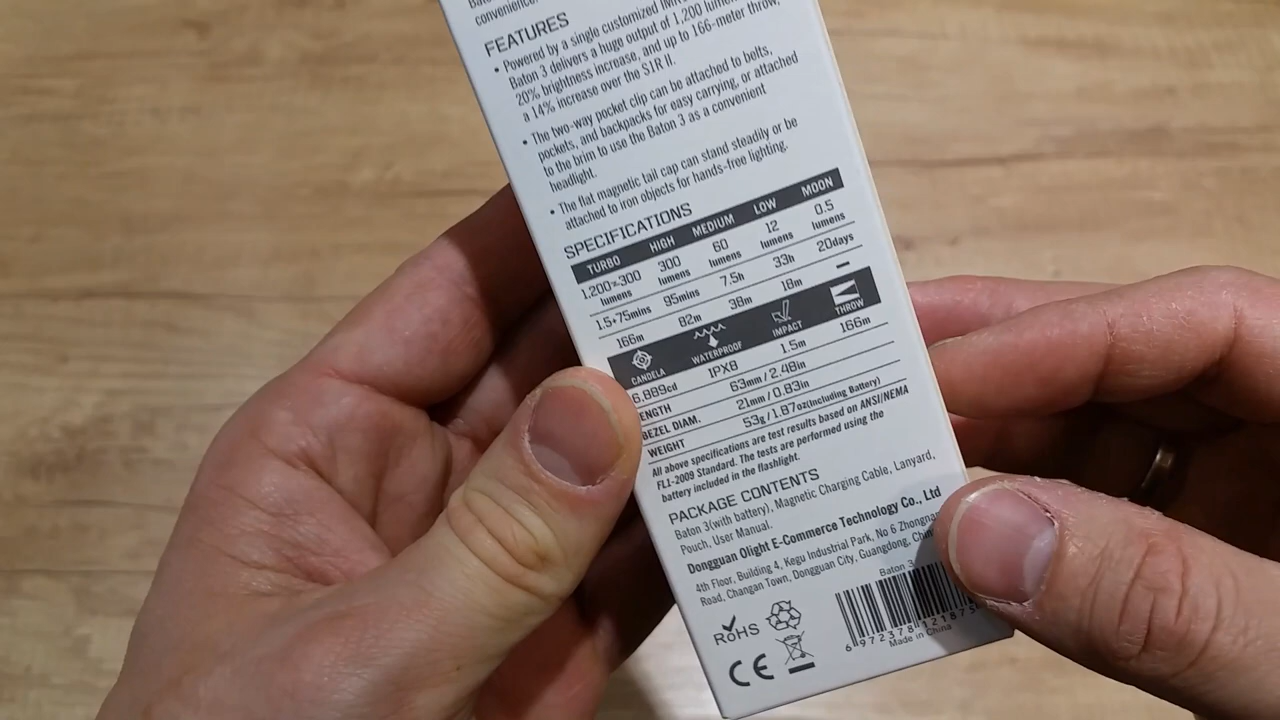 convenience.
FEATURES
• Powered by a single customized
Baton 3 delivers a huge output of 1,200
20% brightness increase, and up to 166-meter throw,
a 14% increase over the S1R II.
• The two-way pocket clip can be attached to belts,
pockets, and backpacks for easy carrying, or attached
to the brim to use the Baton 3 as a convenient
headlight.
• The flat magnetic tail cap can stand steadily or be
attached to iron objects for hands-free lighting.
SPECIFICATIONS
TURBO HIGH MEDIUM LOW MOON
1,200~300 lumens 300 lumens 60 lumens 12 lumens 0.5 lumens
1.5+75mins 95mins 7.5h 33h 20days
166m 82m 38m 18m –
CANDELA WATERPROOF IMPACT THROW
6,889cd IPX8 1.5m 166m
ENGTH 63mm / 2.48in
BEZEL DIAM. 21mm / 0.83in
WEIGHT 53g / 1.87oz(Including Battery)
All above specifications are test results based on ANSI/NEMA
FL1-2009 Standard. The tests are performed using the
battery included in the flashlight.
PACKAGE CONTENTS
Baton 3(with battery), Magnetic Charging Cable, Lanyard,
Pouch, User Manual.
Dongguan Olight E-Commerce Technology Co., Ltd
4th Floor, Building 4, Kegu Industrial Park, No 6 Zhongnan
Road, Changan Town, Dongguan City, Guangdong, China
Baton 3
6 972378 121875
Made in China
RoHS
CE